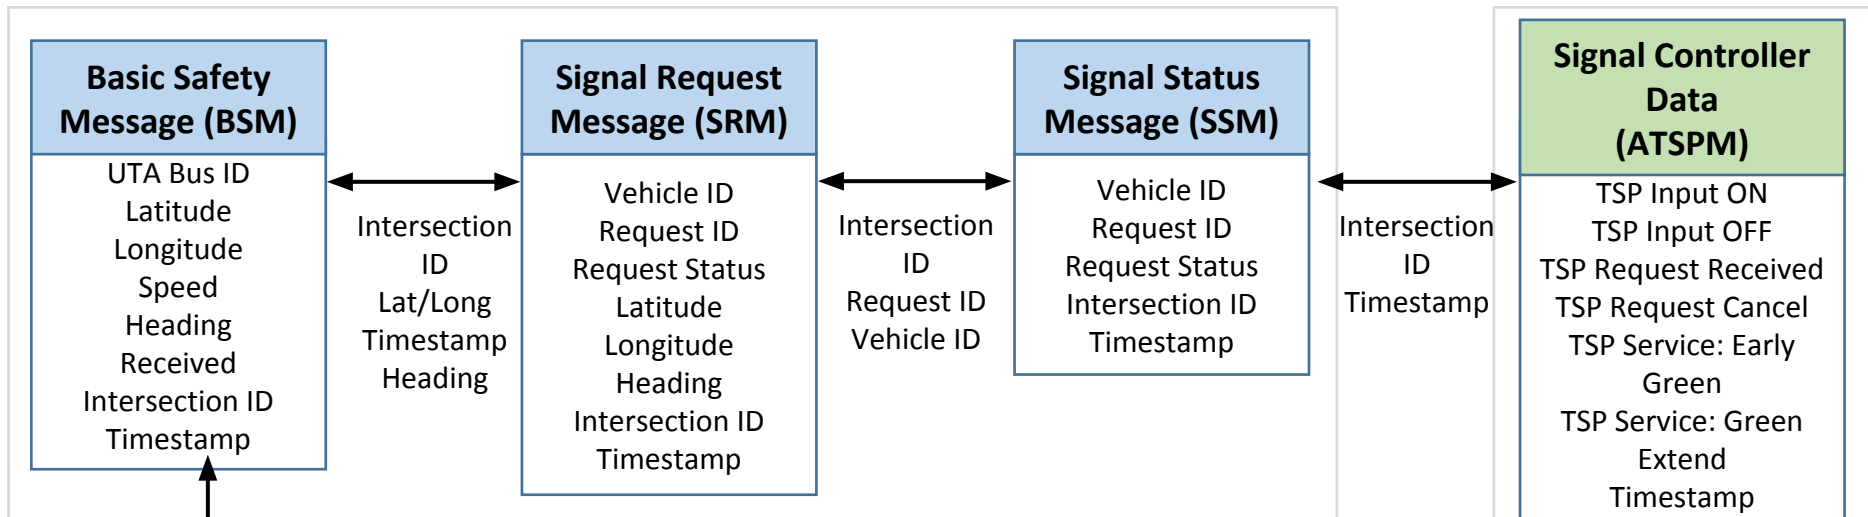 Basic Safety
Message (BSM)
UTA Bus ID
Latitude
Longitude
Speed
Heading
Received
Intersection ID
Timestamp
Intersection
ID
Lat/Long
Timestamp
Heading
Signal Request
Message (SRM)
Vehicle ID
Request ID
Request Status
Latitude
Longitude
Heading
Intersection ID
Timestamp
Intersection
ID
Request ID
Vehicle ID
Signal Status
Message (SSM)
Vehicle ID
Request ID
Request Status
Intersection ID
Timestamp
Intersection
ID
Timestamp
Signal Controller
Data
(ATSPM)
TSP Input ON
TSP Input OFF
TSP Request Received
TSP Request Cancel
TSP Service: Early
Green
TSP Service: Green
Extend
Timestamp